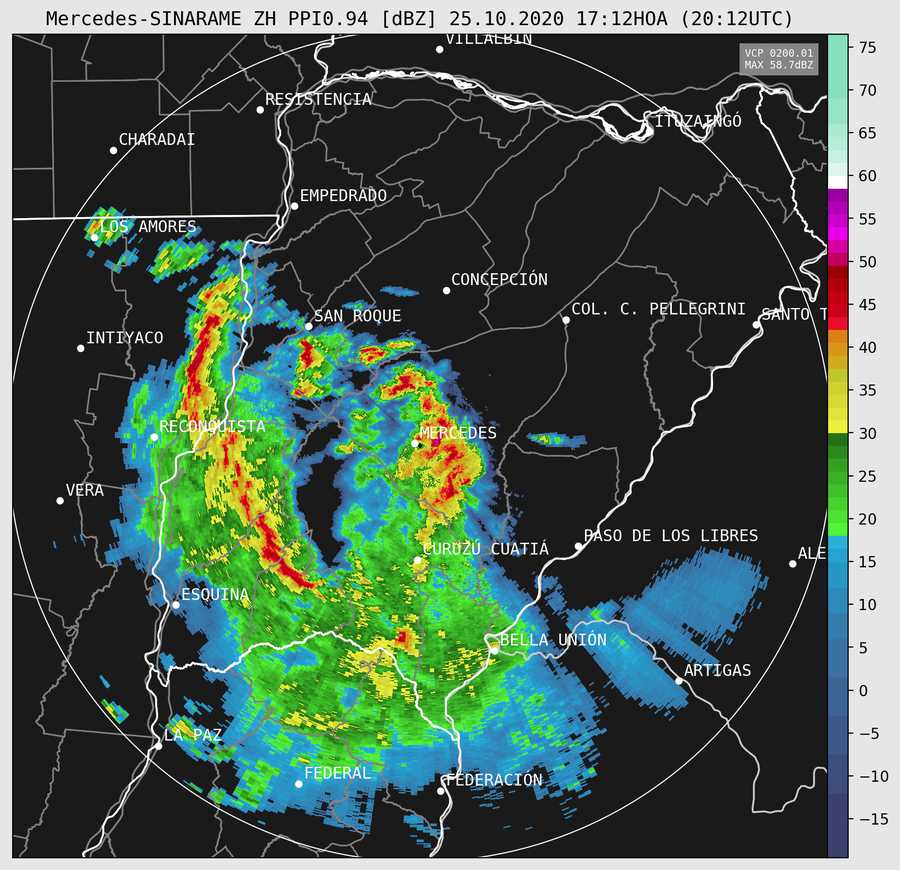 Mercedes-SINARAME ZH PPI0.94 [dBZ] 25.10.2020 17:12HOA (20:12UTC)
VILLALBIN
VCP 0200.01
MAX 58.7dBZ
75
70
RESISTENCIA
ITUZAINGÓ
65
CHARADAI
60
EMPEDRADO
55
LOS AMORES
50
CONCEPCIÓN
COL. C. PELLEGRINI
SANTO T
45
SAN ROQUE
INTIYACO
40
35
RECONQUISTA
MERCEDES
30
25
VERA
20
CURUZÚ CUATIÁ
PASO DE LOS LIBRES
ALE
15
ESQUINA
10
BELLA UNIÓN
5
ARTIGAS
0
LA PAZ
−5
FEDERAL
FEDERACIÓN
−10
−15